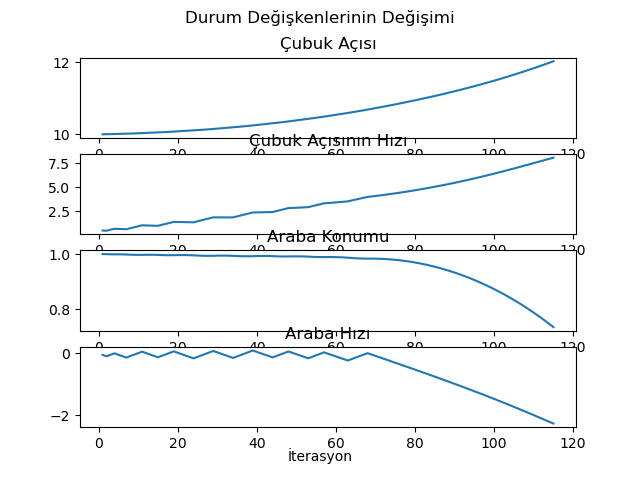 Durum Değişkenlerinin Değişimi
Çubuk Açısı
12
10
0 20 40 60 80 100 120
Çubuk Açısının Hızı
7.5
5.0
2.5
0 20 40 60 80 100 120
Araba Konumu
1.0
0.8
0 20 40 60 80 100 120
Araba Hızı
0
−2
0 20 40 60 80 100 120
İterasyon